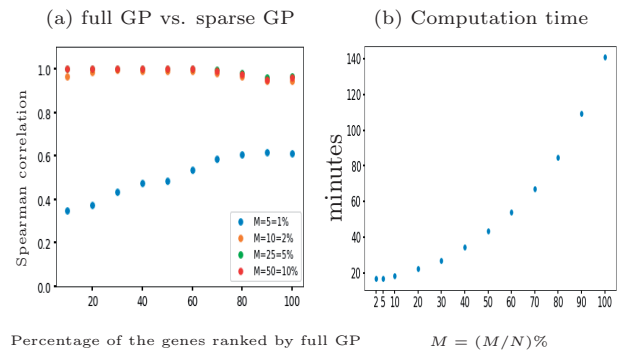 (a) full GP vs. sparse GP
(b) Computation time
Spearman correlation
1.0
0.8
0.6
0.4
0.2
0.0
20
40
60
80
100
M=5=1%
M=10=2%
M=25=5%
M=50=10%
Percentage of the genes ranked by full GP
minutes
140
120
100
80
60
40
20
2 5 10 20 30 40 50 60 70 80 90 100
M = (M/N)%